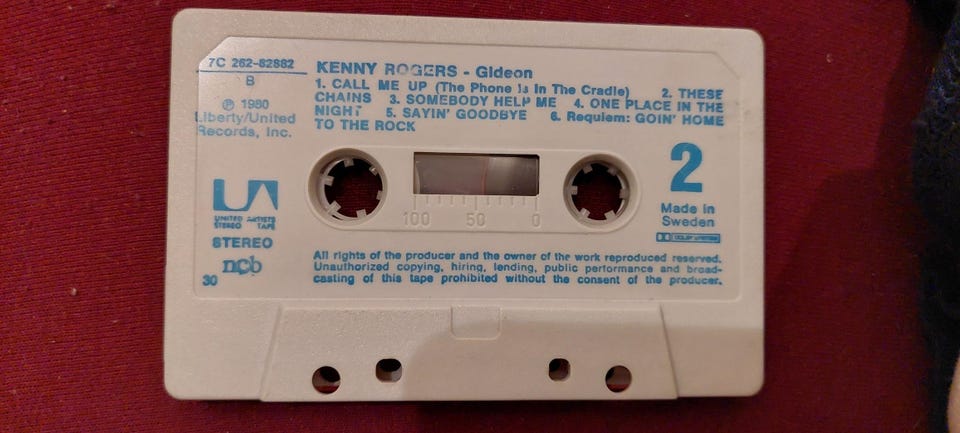 7C 262-82882
B
℗ 1980
Liberty/United
Records, Inc.
KENNY ROGERS - Gideon
1. CALL ME UP (The Phone Is In The Cradle) 2. THESE
CHAINS 3. SOMEBODY HELP ME 4. ONE PLACE IN THE
NIGHT 5. SAYIN' GOODBYE 6. Requiem: GOIN' HOME
TO THE ROCK
UA
UNITED ARTISTS
STEREO TAPE
STEREO
ncb
30
100 50 0
2
Made in
Sweden
DOLBY SYSTEM
All rights of the producer and the owner of the work reproduced reserved.
Unauthorized copying, hiring, lending, public performance and broad-
casting of this tape prohibited without the consent of the producer.